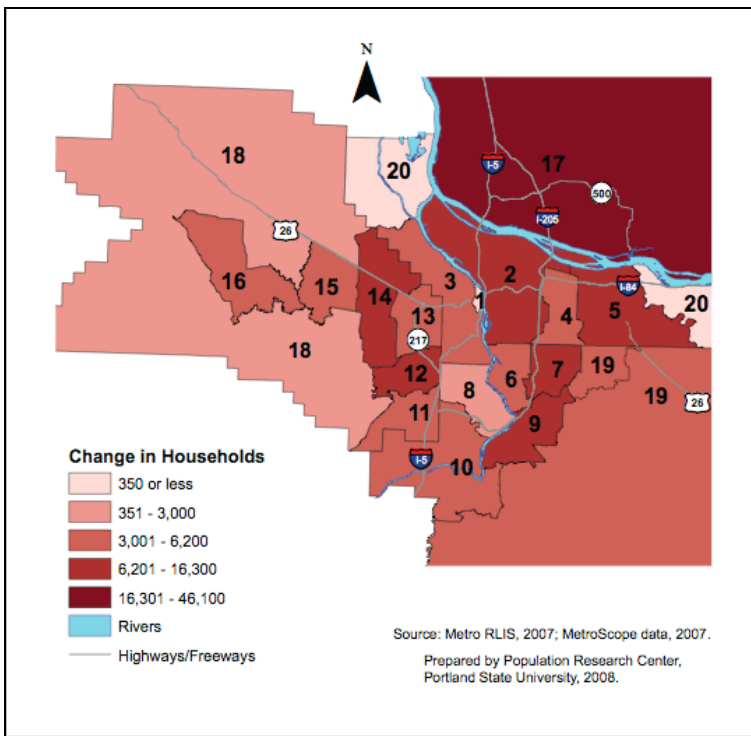 N
18
20
I-5
17
500
I-205
26
16
15
14
3
2
1
I-84
13
4
5
20
217
18
12
8
6
7
19
19
26
11
9
I-5
10
Change in Households
350 or less
351 - 3,000
3,001 - 6,200
6,201 - 16,300
16,301 - 46,100
Rivers
Highways/Freeways
Source: Metro RLIS, 2007; MetroScope data, 2007.
Prepared by Population Research Center,
Portland State University, 2008.